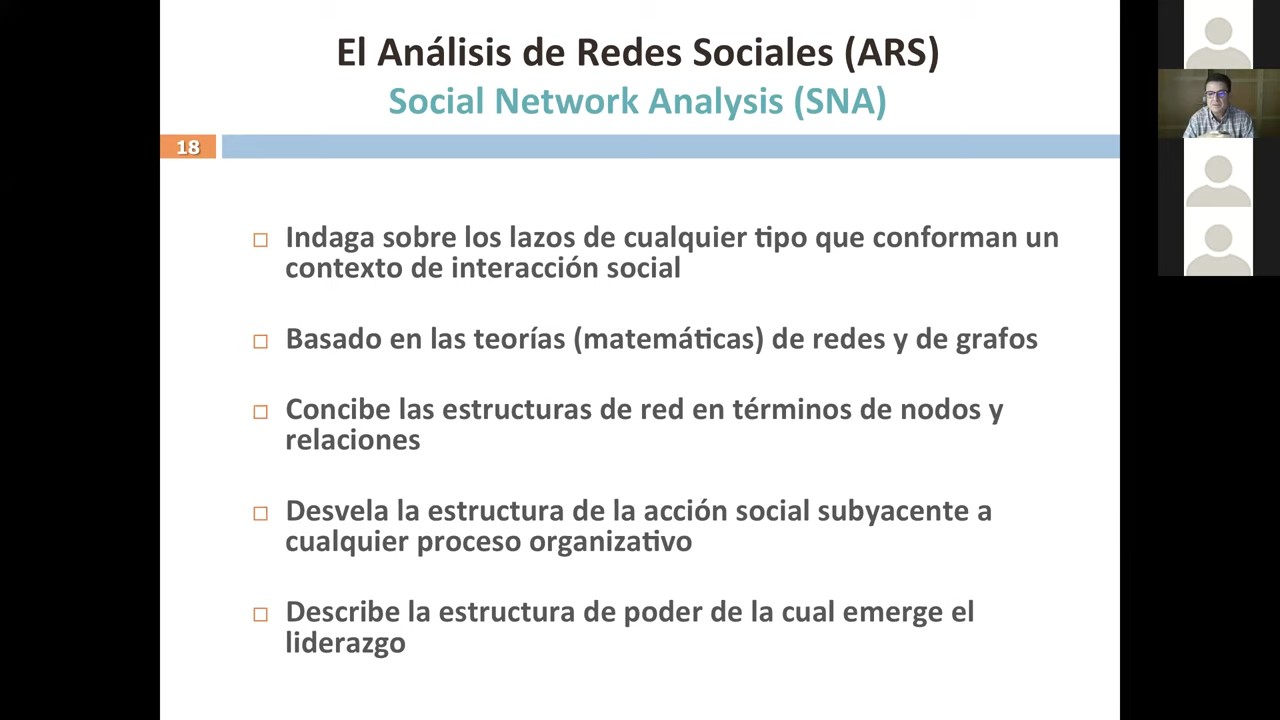 El Análisis de Redes Sociales (ARS)
Social Network Analysis (SNA)
18
Indaga sobre los lazos de cualquier tipo que conforman un
contexto de interacción social
Basado en las teorías (matemáticas) de redes y de grafos
Concibe las estructuras de red en términos de nodos y
relaciones
Desvela la estructura de la acción social subyacente a
cualquier proceso organizativo
Describe la estructura de poder de la cual emerge el
liderazgo